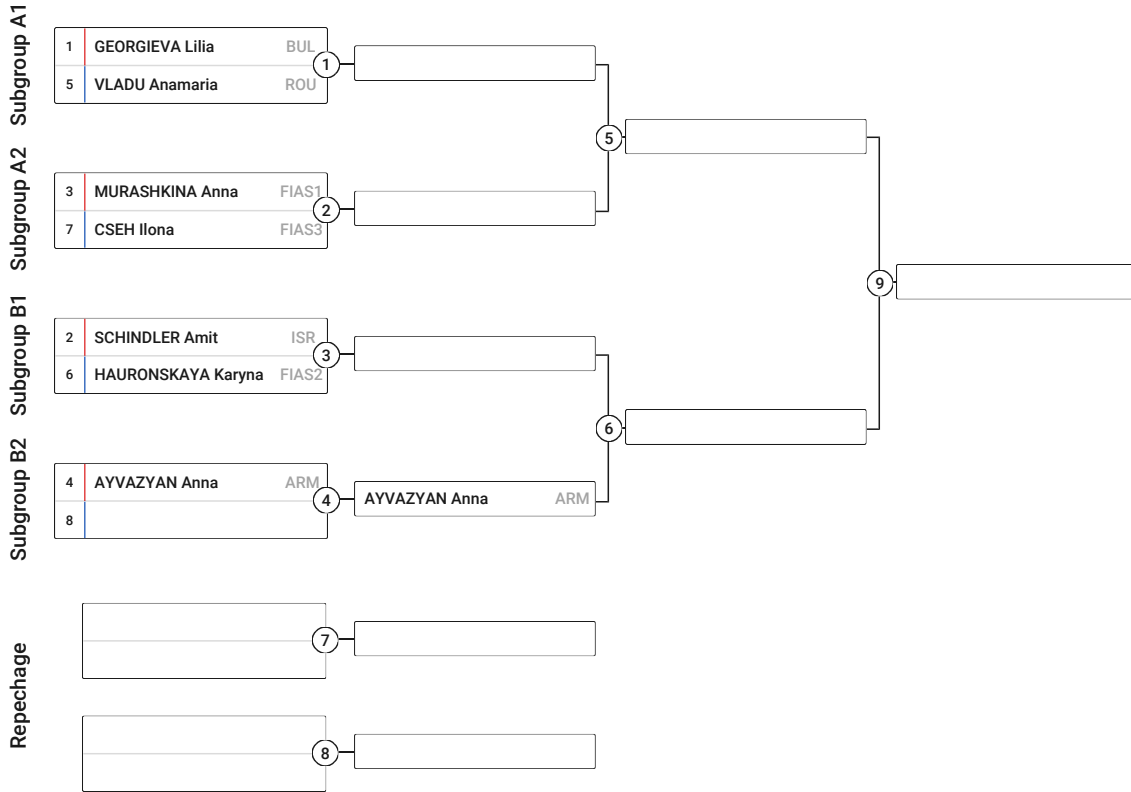 Subgroup A1
1 GEORGIEVA Lilia BUL
5 VLADU Anamaria ROU
1
5
Subgroup A2
3 MURASHKINA Anna FIAS1
7 CSEH Ilona FIAS3
2
9
Subgroup B1
2 SCHINDLER Amit ISR
6 HAURONSKAYA Karyna FIAS2
3
6
Subgroup B2
4 AYVAZYAN Anna ARM
8
4
AYVAZYAN Anna ARM
Repechage
7
8